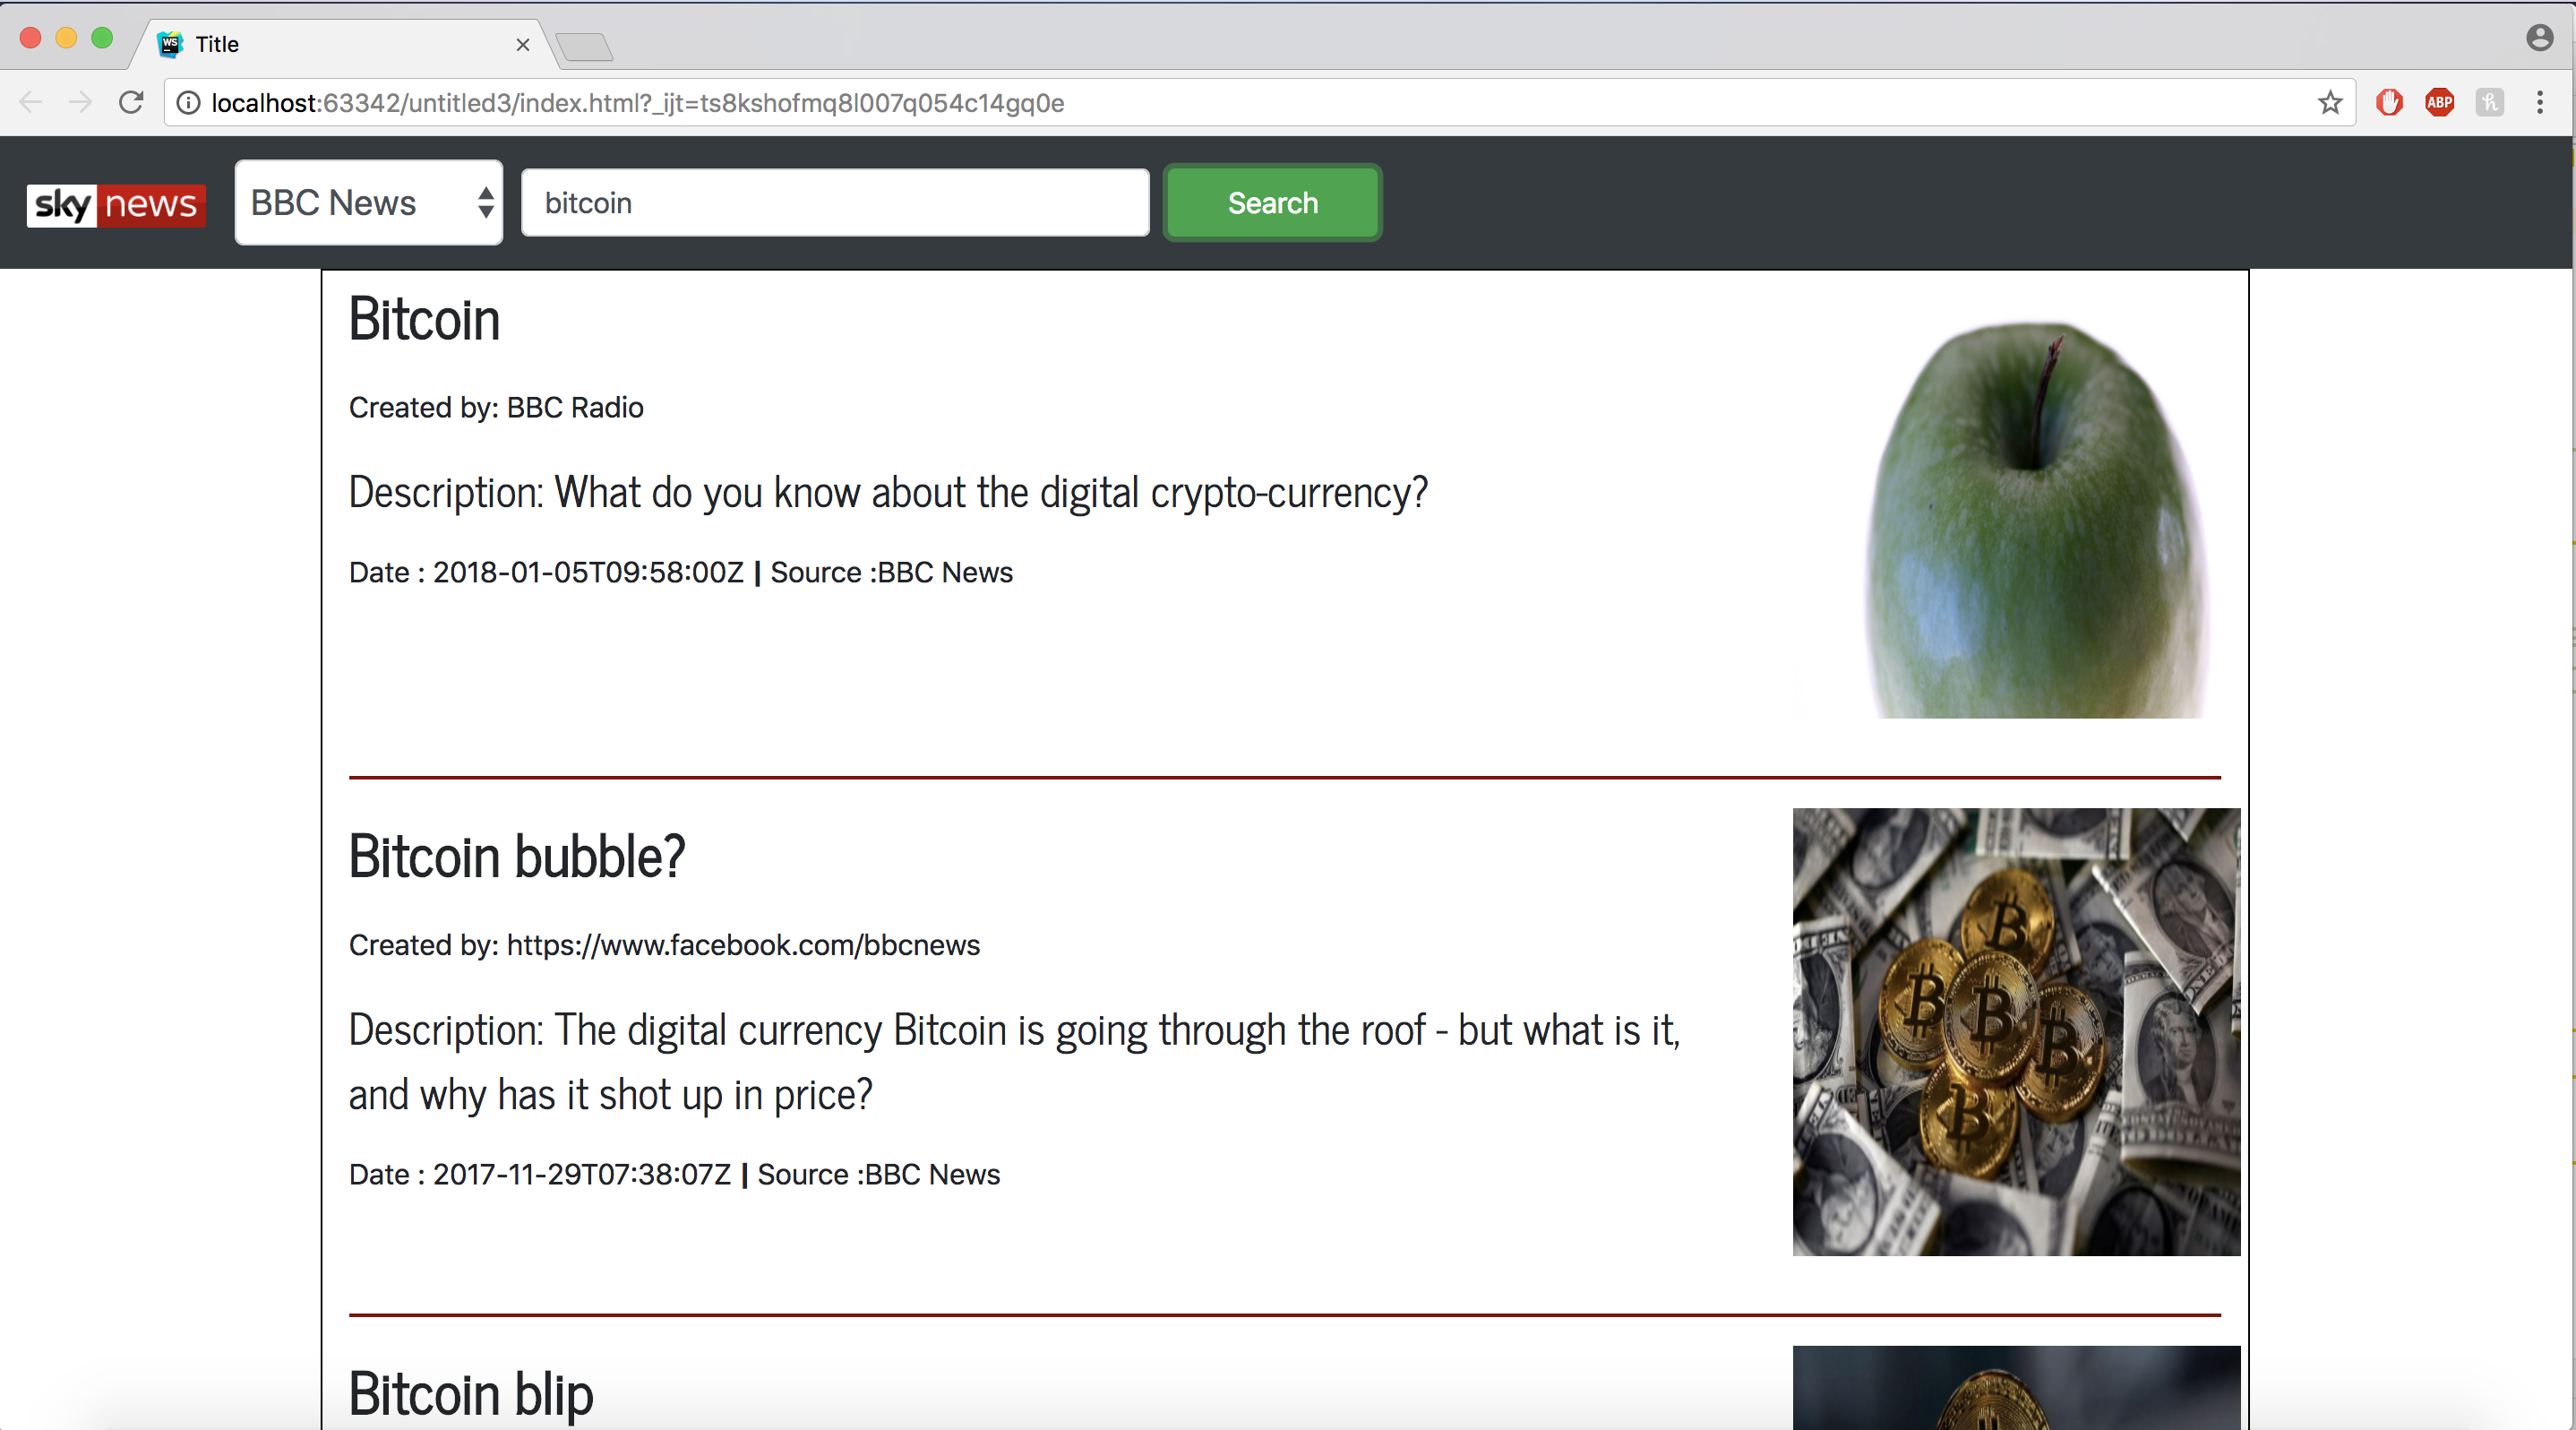 WS Title
localhost:63342/untitled3/index.html?_ijt=ts8kshofmq8l007q054c14gq0e
ABP
sky news
BBC News
bitcoin
Search
Bitcoin
Created by: BBC Radio
Description: What do you know about the digital crypto-currency?
Date : 2018-01-05T09:58:00Z | Source :BBC News
Bitcoin bubble?
Created by: https://www.facebook.com/bbcnews
Description: The digital currency Bitcoin is going through the roof - but what is it,
and why has it shot up in price?
Date : 2017-11-29T07:38:07Z | Source :BBC News
Bitcoin blip